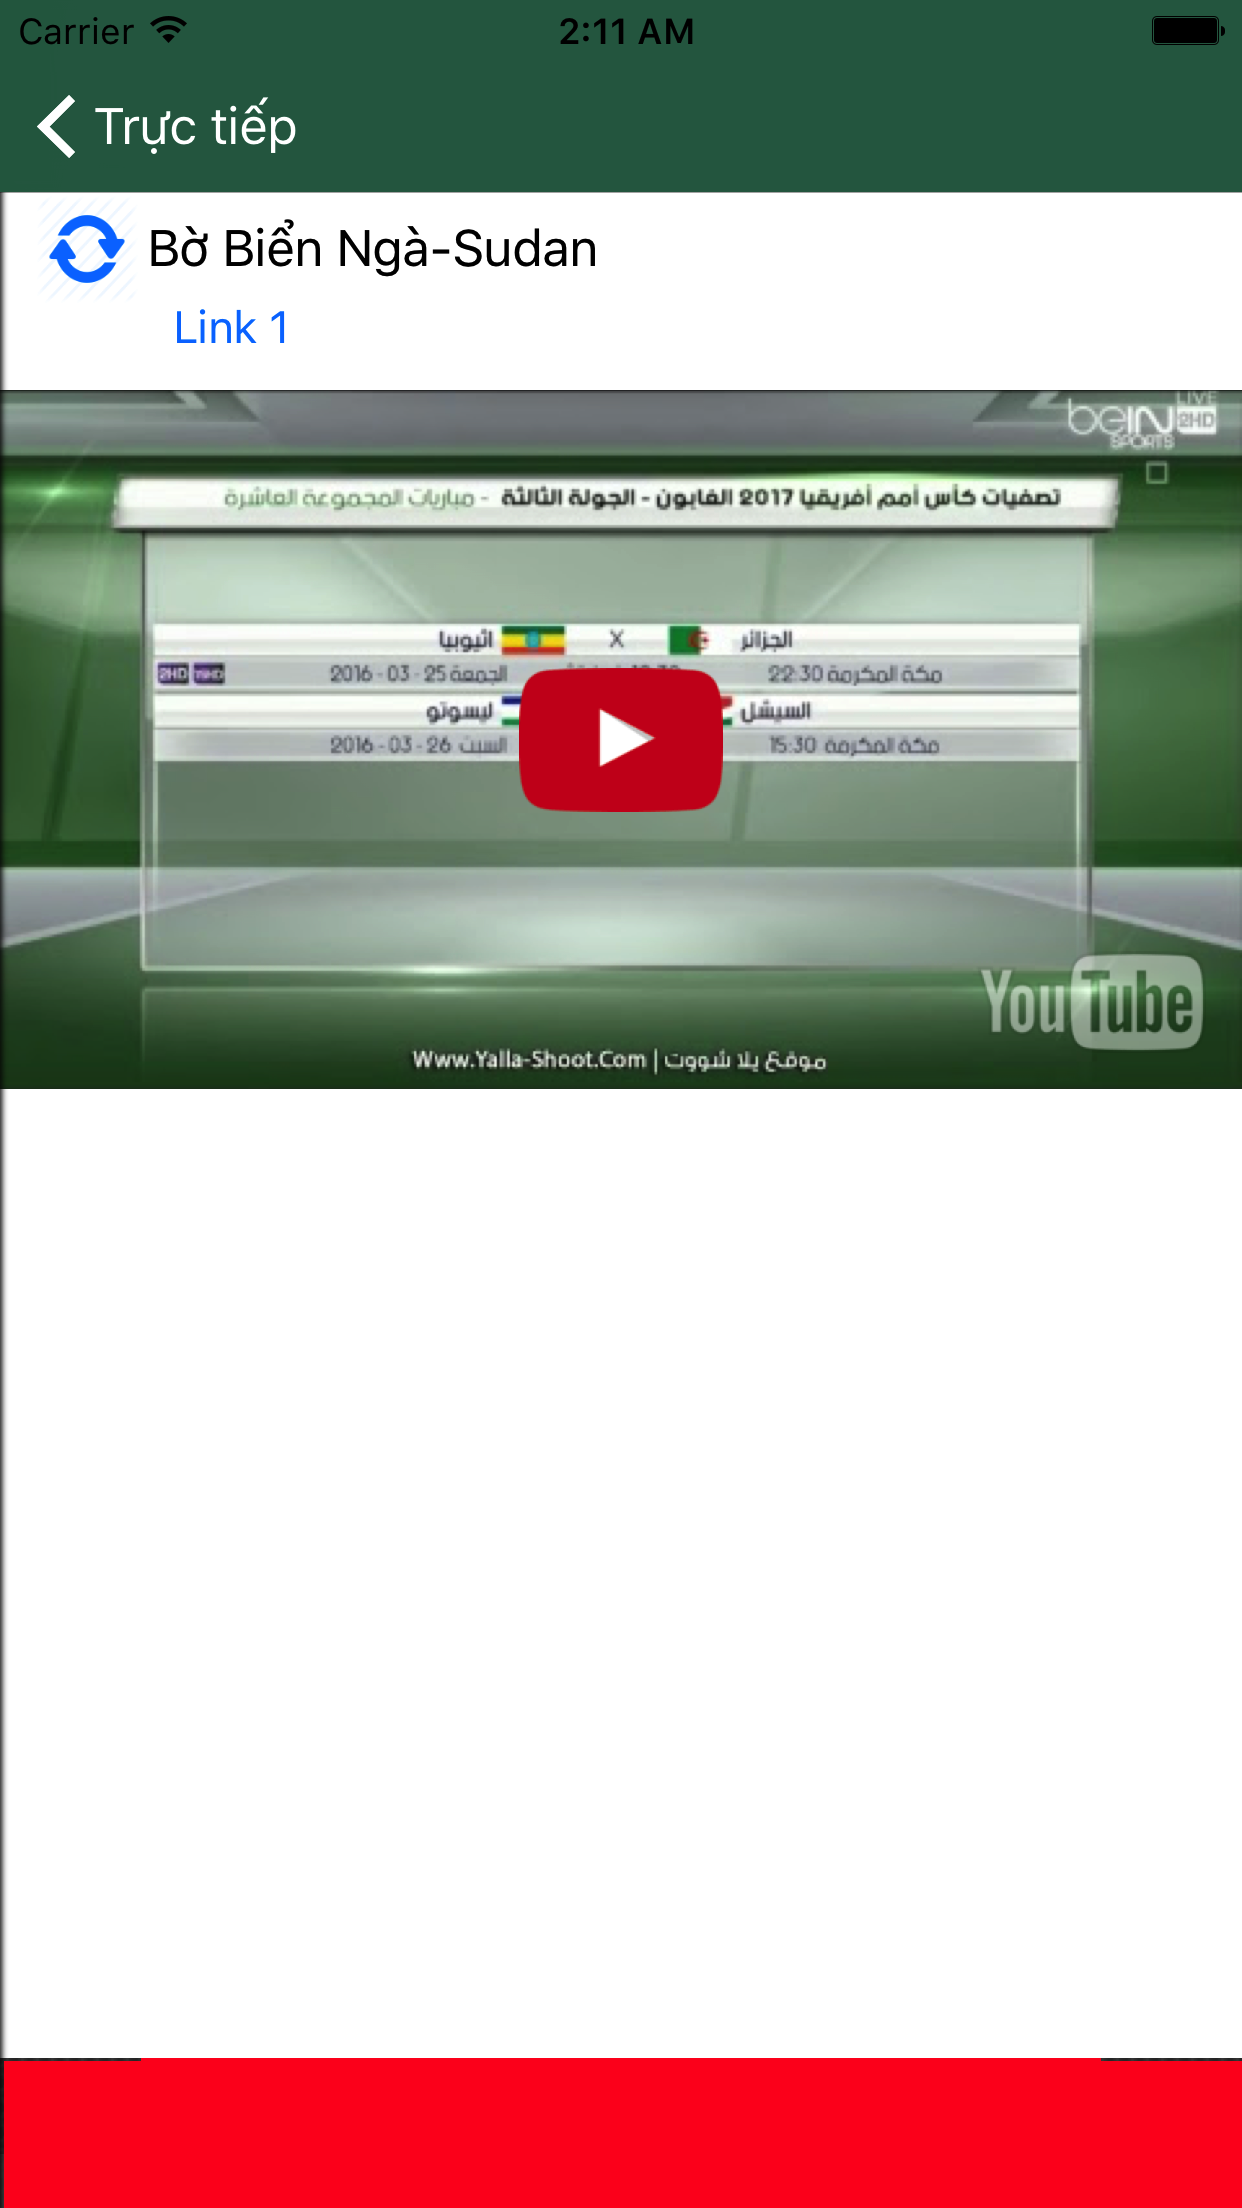 Carrier 2:11 AM
Trực tiếp
Bờ Biển Ngà-Sudan
Link 1
LIVE
beIN 2HD
SPORTS
تصفيات كأس أمم أفريقيا 2017 الغابون - الجولة الثالثة - مباريات المجموعة العاشرة
الجزائر X اثيوبيا
22:30 مكة المكرمة الجمعة 25 - 03 - 2016 2HD
السيشل ليسوتو
15:30 مكة المكرمة السبت 26 - 03 - 2016
YouTube
موقع يلا شووت | Www.Yalla-Shoot.Com